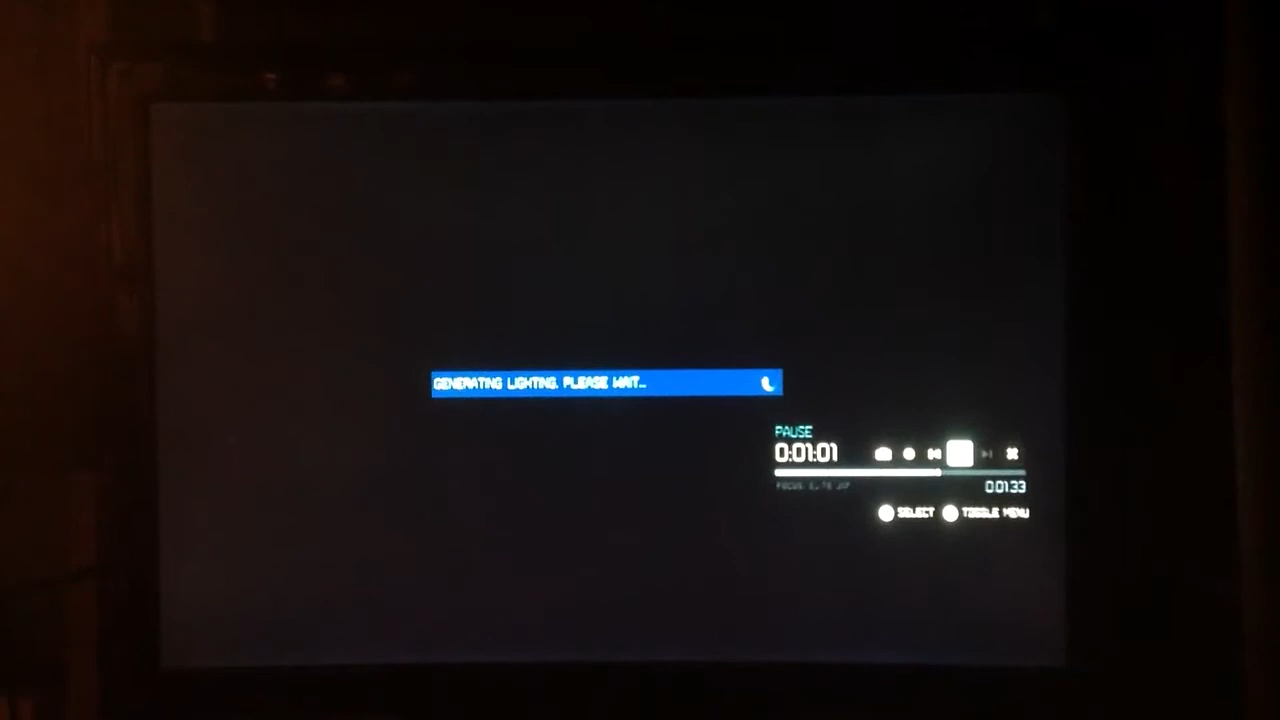 GENERATING LIGHTING. PLEASE WAIT...
PAUSE
0:01:01
0:01:33
SELECT
TOGGLE MENU